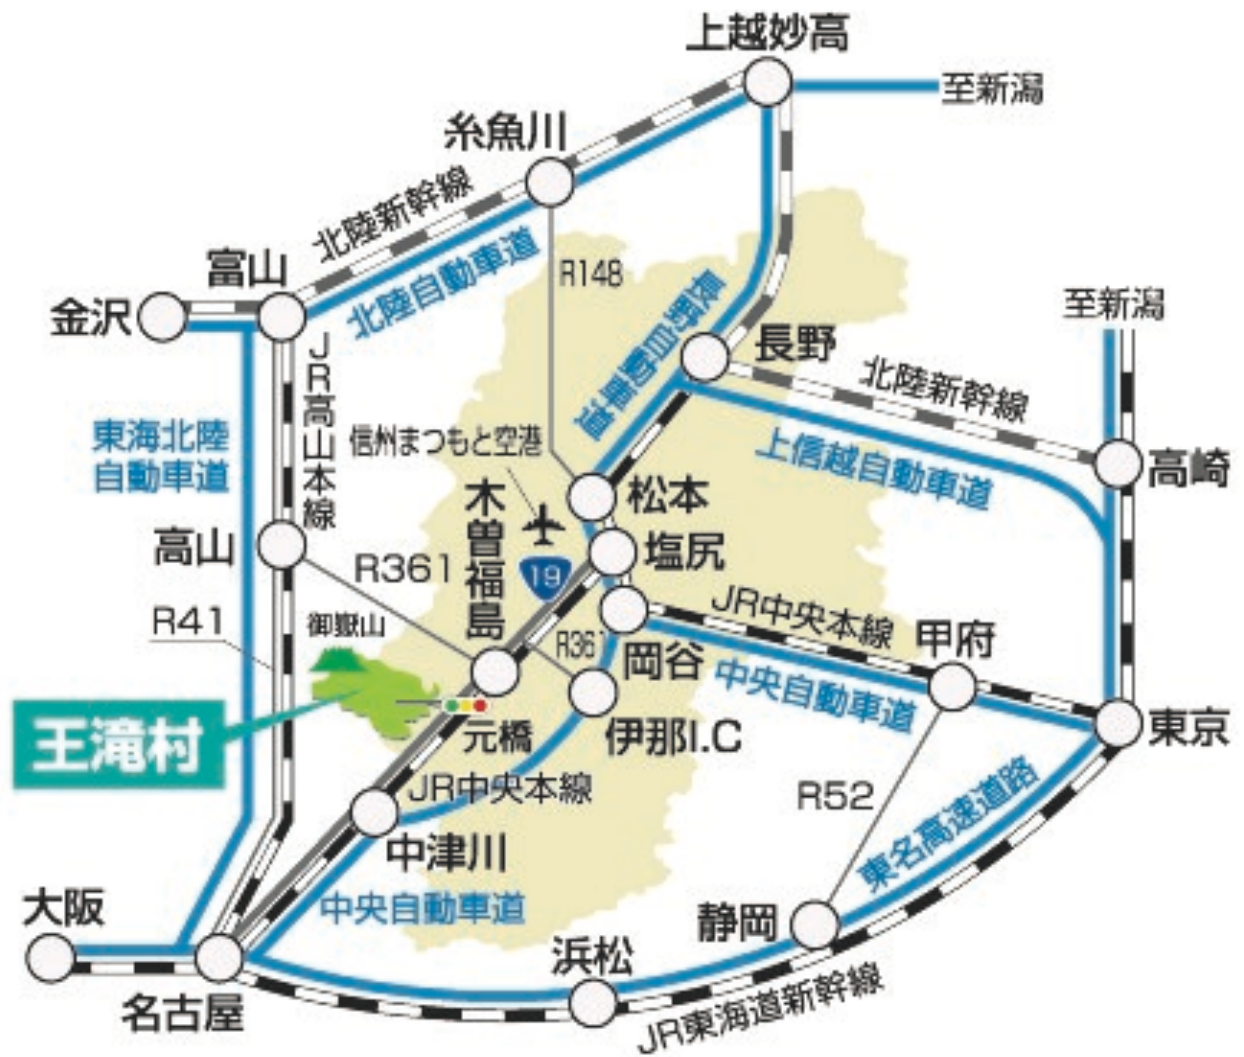 上越妙高
至新潟
糸魚川
北陸新幹線
富山
北陸自動車道
R148
長野自動車道
至新潟
金沢
長野
JR高山本線
北陸新幹線
東海北陸
自動車道
信州まつもと空港
上信越自動車道
高崎
木曽福島
松本
高山
R361
19
塩尻
JR中央本線
R41
御嶽山
R361
岡谷
甲府
中央自動車道
王滝村
元橋
伊那I.C
東京
JR中央本線
R52
東名高速道路
中津川
大阪
中央自動車道
静岡
浜松
名古屋
JR東海道新幹線